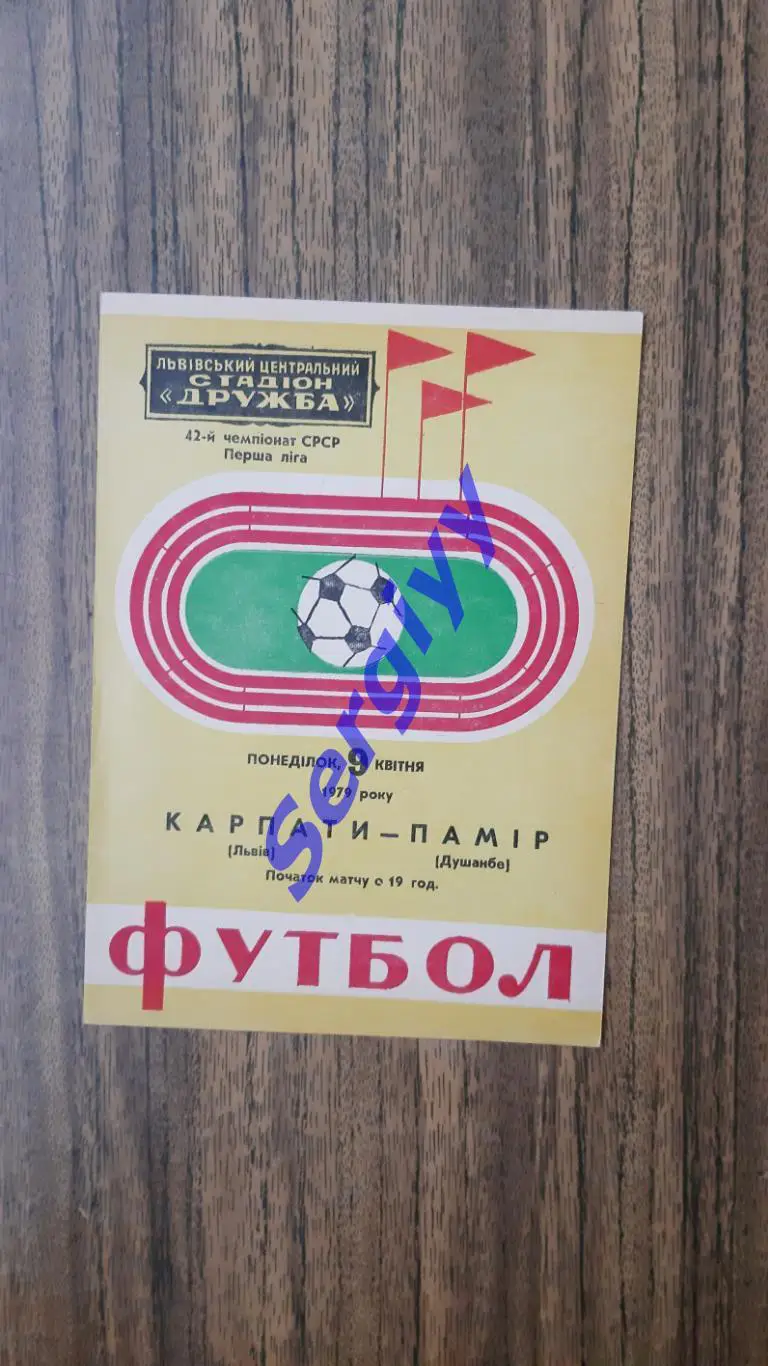 ЛЬВІВСЬКИЙ ЦЕНТРАЛЬНИЙ
СТАДІОН
«ДРУЖБА»
42-й чемпіонат СРСР
Перша ліга
ПОНЕДІЛОК, 9 КВІТНЯ
1979 року
КАРПАТИ — ПАМІР
(Львів) (Душанбе)
Початок матчу о 19 год.
ФУТБОЛ
Sergiyy